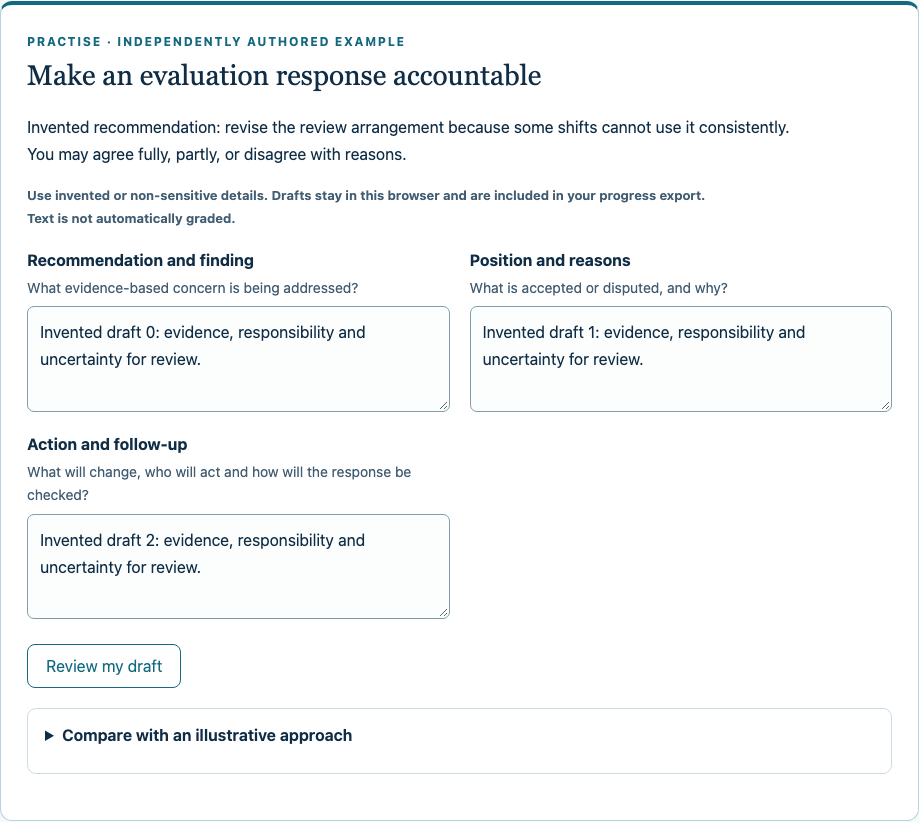 PRACTISE · INDEPENDENTLY AUTHORED EXAMPLE
Make an evaluation response accountable
Invented recommendation: revise the review arrangement because some shifts cannot use it consistently.
You may agree fully, partly, or disagree with reasons.
Use invented or non-sensitive details. Drafts stay in this browser and are included in your progress export.
Text is not automatically graded.
Recommendation and finding
What evidence-based concern is being addressed?
Invented draft 0: evidence, responsibility and
uncertainty for review.
Position and reasons
What is accepted or disputed, and why?
Invented draft 1: evidence, responsibility and
uncertainty for review.
Action and follow-up
What will change, who will act and how will the response be
checked?
Invented draft 2: evidence, responsibility and
uncertainty for review.
Review my draft
Compare with an illustrative approach